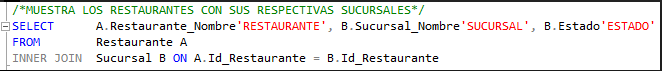 /*MUESTRA LOS RESTAURANTES CON SUS RESPECTIVAS SUCURSALES*/
SELECT A.Restaurante_Nombre'RESTAURANTE', B.Sucursal_Nombre'SUCURSAL', B.Estado'ESTADO'
FROM Restaurante A
INNER JOIN Sucursal B ON A.Id_Restaurante = B.Id_Restaurante